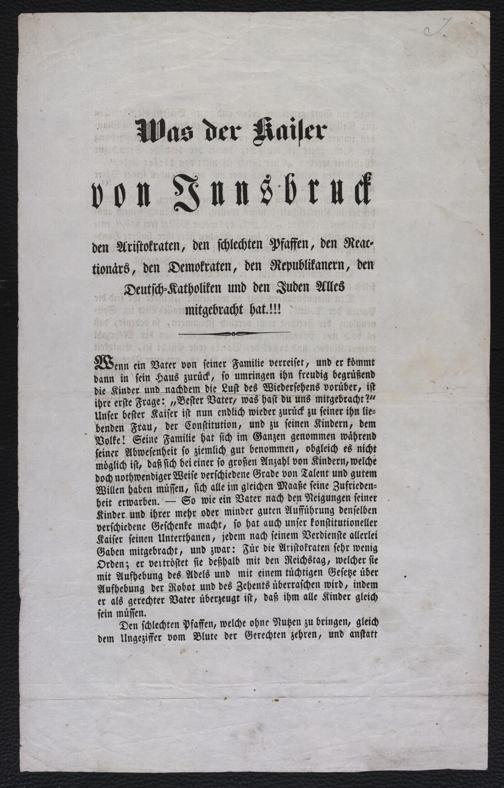 J.
Was der Kaiser
von Innsbruck
den Aristokraten, den schlechten Pfaffen, den Reac-
tionärs, den Demokraten, den Republikanern, den
Deutsch-Katholiken und den Juden Alles
mitgebracht hat.!!!
Wenn ein Vater von seiner Familie verreiset, und er kömmt
dann in sein Haus zurück, so umringen ihn freudig begrüßend
die Kinder und nachdem die Lust des Wiedersehens vorüber, ist
ihre erste Frage: „Bester Vater, was hast du uns mitgebracht?“
Unser bester Kaiser ist nun endlich wieder zurück zu seiner ihn lie-
benden Frau, der Constitution, und zu seinen Kindern, dem
Volke! Seine Familie hat sich im Ganzen genommen während
seiner Abwesenheit so ziemlich gut benommen, obgleich es nicht
möglich ist, daß sich bei einer so großen Anzahl von Kindern, welche
doch nothwendiger Weise verschiedene Grade von Talent und gutem
Willen haben müssen, sich alle im gleichen Maaße seine Zufrieden-
heit erwarben. — So wie ein Vater nach den Neigungen seiner
Kinder und ihrer mehr oder minder guten Aufführung denselben
verschiedene Geschenke macht, so hat auch unser konstitutioneller
Kaiser seinen Unterthanen, jedem nach seinem Verdienste allerlei
Gaben mitgebracht, und zwar: Für die Aristokraten sehr wenig
Orden; er vertröstet sie deßhalb mit den Reichstag, welcher sie
mit Aufhebung des Adels und mit einem tüchtigen Gesetze über
Aufhebung der Robot und des Zehents überraschen wird, indem
er als gerechter Vater überzeugt ist, daß ihm alle Kinder gleich
sein müssen.
Den schlechten Pfaffen, welche ohne Nutzen zu bringen, gleich
dem Ungeziffer vom Blute der Gerechten zehren, und anstatt